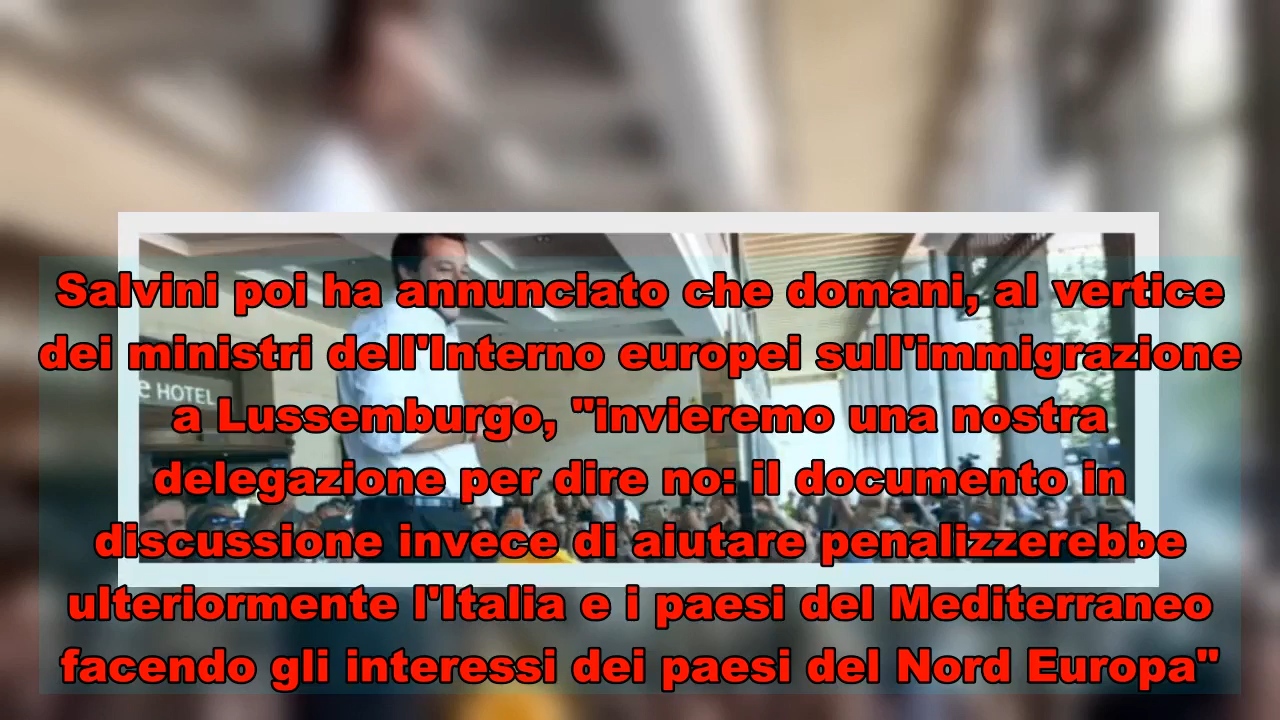 Salvini poi ha annunciato che domani, al vertice
dei ministri dell'Interno europei sull'immigrazione
a Lussemburgo, "invieremo una nostra
delegazione per dire no: il documento in
discussione invece di aiutare penalizzerebbe
ulteriormente l'Italia e i paesi del Mediterraneo
facendo gli interessi dei paesi del Nord Europa"
e HOTEL